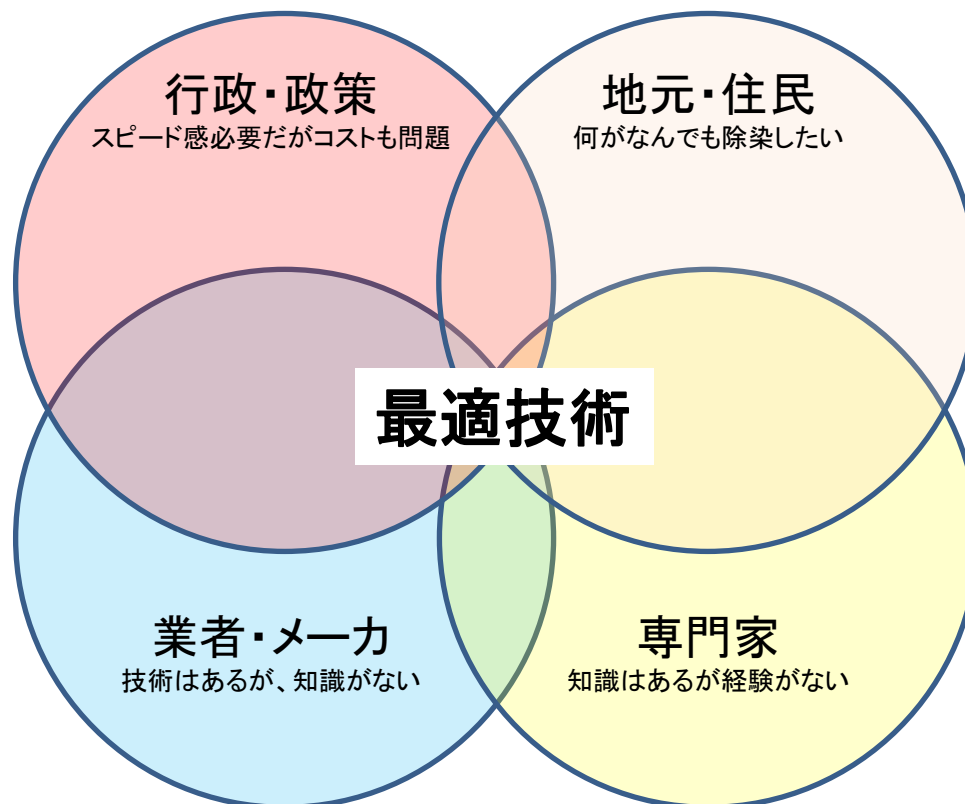 行政・政策
スピード感必要だがコストも問題
地元・住民
何がなんでも除染したい
最適技術
業者・メーカ
技術はあるが、知識がない
専門家
知識はあるが経験がない